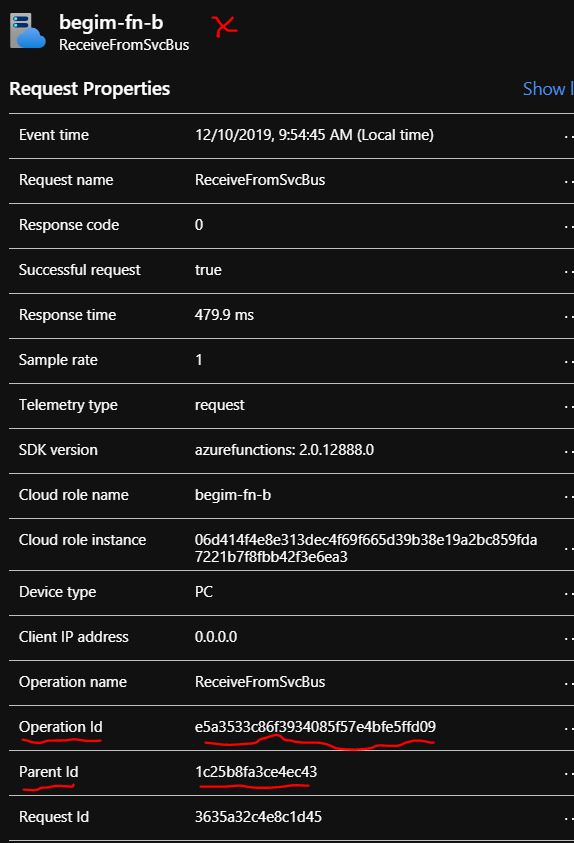 begim-fn-b
ReceiveFromSvcBus
Request Properties Show
Event time 12/10/2019, 9:54:45 AM (Local time)
Request name ReceiveFromSvcBus
Response code 0
Successful request true
Response time 479.9 ms
Sample rate 1
Telemetry type request
SDK version azurefunctions: 2.0.12888.0
Cloud role name begim-fn-b
Cloud role instance 06d414f4e8e313dec4f69f665d39b38e19a2bc859fda
7221b7f8fbb42f3e6ea3
Device type PC
Client IP address 0.0.0.0
Operation name ReceiveFromSvcBus
Operation Id e5a3533c86f3934085f57e4bfe5ffd09
Parent Id 1c25b8fa3ce4ec43
Request Id 3635a32c4e8c1d45